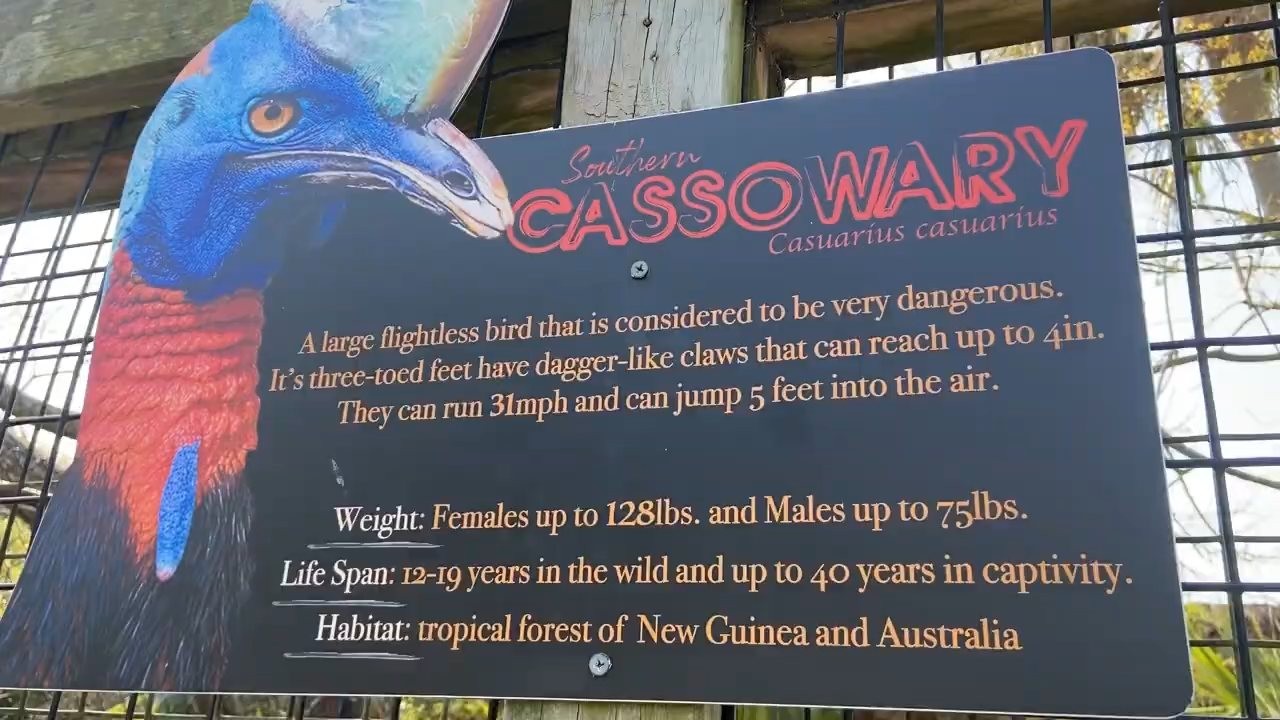 Southern
CASSOWARY
Casuarius casuarius
A large flightless bird that is considered to be very dangerous.
It's three-toed feet have dagger-like claws that can reach up to 4in.
They can run 31mph and can jump 5 feet into the air.
Weight: Females up to 128lbs. and Males up to 75lbs.
Life Span: 12-19 years in the wild and up to 40 years in captivity.
Habitat: tropical forest of New Guinea and Australia